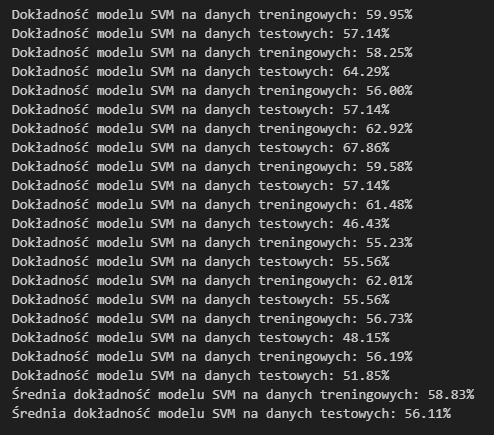 Dokładność modelu SVM na danych treningowych: 59.95%
Dokładność modelu SVM na danych testowych: 57.14%
Dokładność modelu SVM na danych treningowych: 58.25%
Dokładność modelu SVM na danych testowych: 64.29%
Dokładność modelu SVM na danych treningowych: 56.00%
Dokładność modelu SVM na danych testowych: 57.14%
Dokładność modelu SVM na danych treningowych: 62.92%
Dokładność modelu SVM na danych testowych: 67.86%
Dokładność modelu SVM na danych treningowych: 59.58%
Dokładność modelu SVM na danych testowych: 57.14%
Dokładność modelu SVM na danych treningowych: 61.48%
Dokładność modelu SVM na danych testowych: 46.43%
Dokładność modelu SVM na danych treningowych: 55.23%
Dokładność modelu SVM na danych testowych: 55.56%
Dokładność modelu SVM na danych treningowych: 62.01%
Dokładność modelu SVM na danych testowych: 55.56%
Dokładność modelu SVM na danych treningowych: 56.73%
Dokładność modelu SVM na danych testowych: 48.15%
Dokładność modelu SVM na danych treningowych: 56.19%
Dokładność modelu SVM na danych testowych: 51.85%
Średnia dokładność modelu SVM na danych treningowych: 58.83%
Średnia dokładność modelu SVM na danych testowych: 56.11%